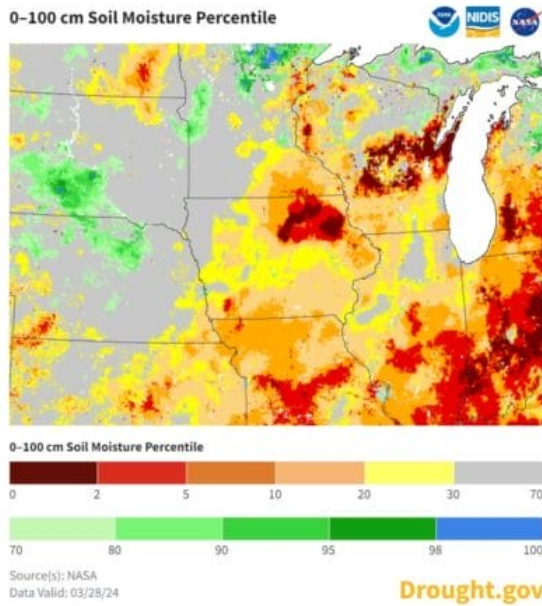 0–100 cm Soil Moisture Percentile
NIDIS
NASA
0–100 cm Soil Moisture Percentile
0 2 5 10 20 30 70
70 80 90 95 98 100
Source(s): NASA
Data Valid: 03/28/24
Drought.gov